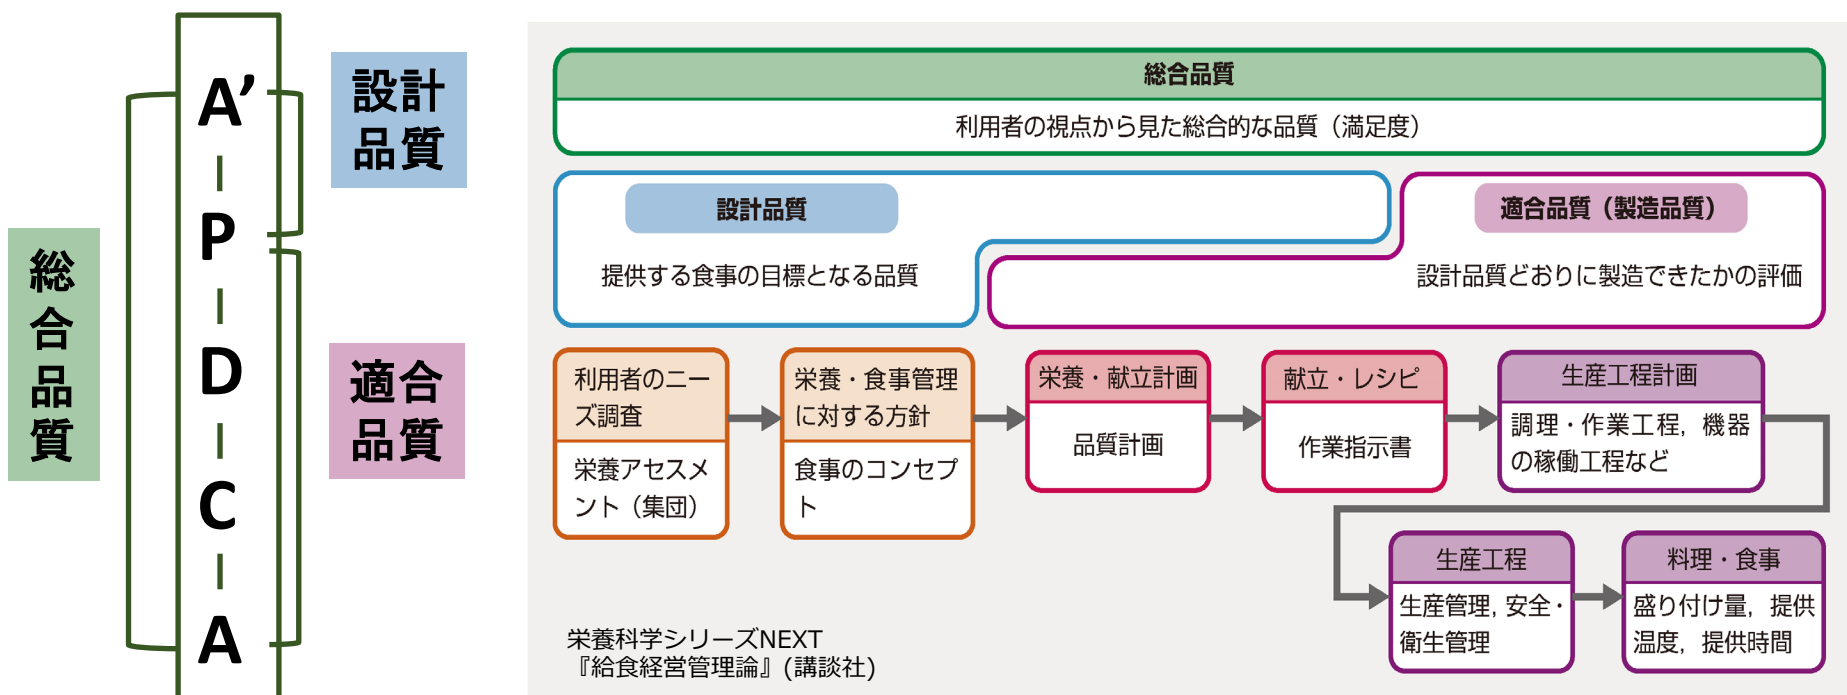 総
合
品
質
A’
P
D
C
A
設計
品質
適合
品質
総合品質
利用者の視点から見た総合的な品質（満足度）
設計品質
提供する食事の目標となる品質
適合品質（製造品質）
設計品質どおりに製造できたかの評価
利用者のニー
ズ調査
栄養アセスメ
ント（集団）
栄養・食事管理
に対する方針
食事のコンセプ
ト
栄養・献立計画
品質計画
献立・レシピ
作業指示書
生産工程計画
調理・作業工程，機器
の稼働工程など
生産工程
生産管理，安全・
衛生管理
料理・食事
盛り付け量，提供
温度，提供時間
栄養科学シリーズNEXT
『給食経営管理論』(講談社)